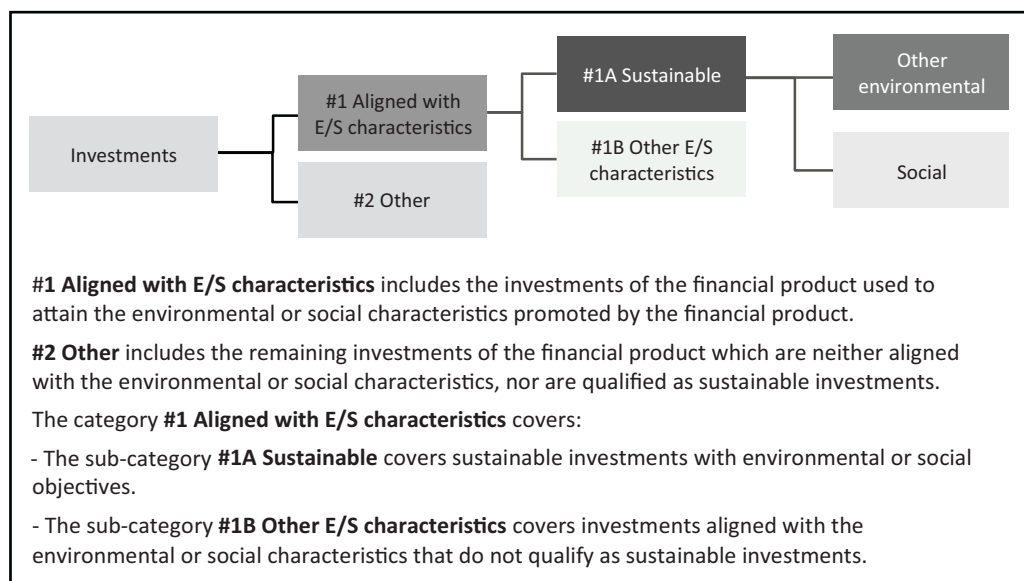 Investments
#1 Aligned with
E/S characteristics
#2 Other
#1A Sustainable
#1B Other E/S
characteristics
Other
environmental
Social
#1 Aligned with E/S characteristics includes the investments of the financial product used to
attain the environmental or social characteristics promoted by the financial product.
#2 Other includes the remaining investments of the financial product which are neither aligned
with the environmental or social characteristics, nor are qualified as sustainable investments.
The category #1 Aligned with E/S characteristics covers:
- The sub-category #1A Sustainable covers sustainable investments with environmental or social
objectives.
- The sub-category #1B Other E/S characteristics covers investments aligned with the
environmental or social characteristics that do not qualify as sustainable investments.